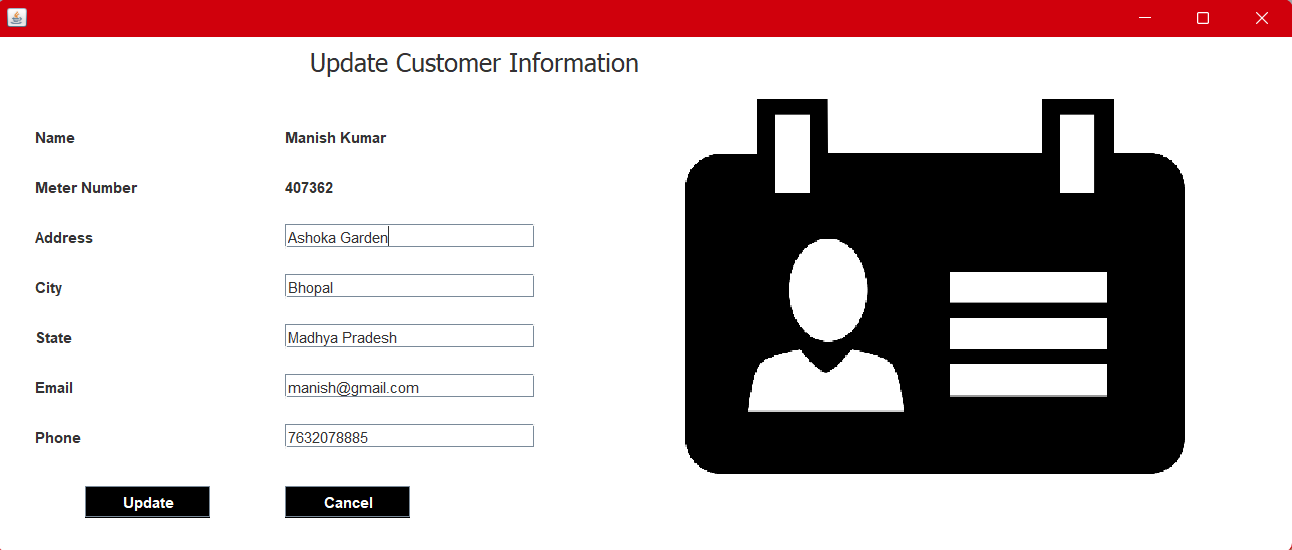 Update Customer Information
Name Manish Kumar
Meter Number 407362
Address Ashoka Garden
City Bhopal
State Madhya Pradesh
Email manish@gmail.com
Phone 7632078885
Update Cancel